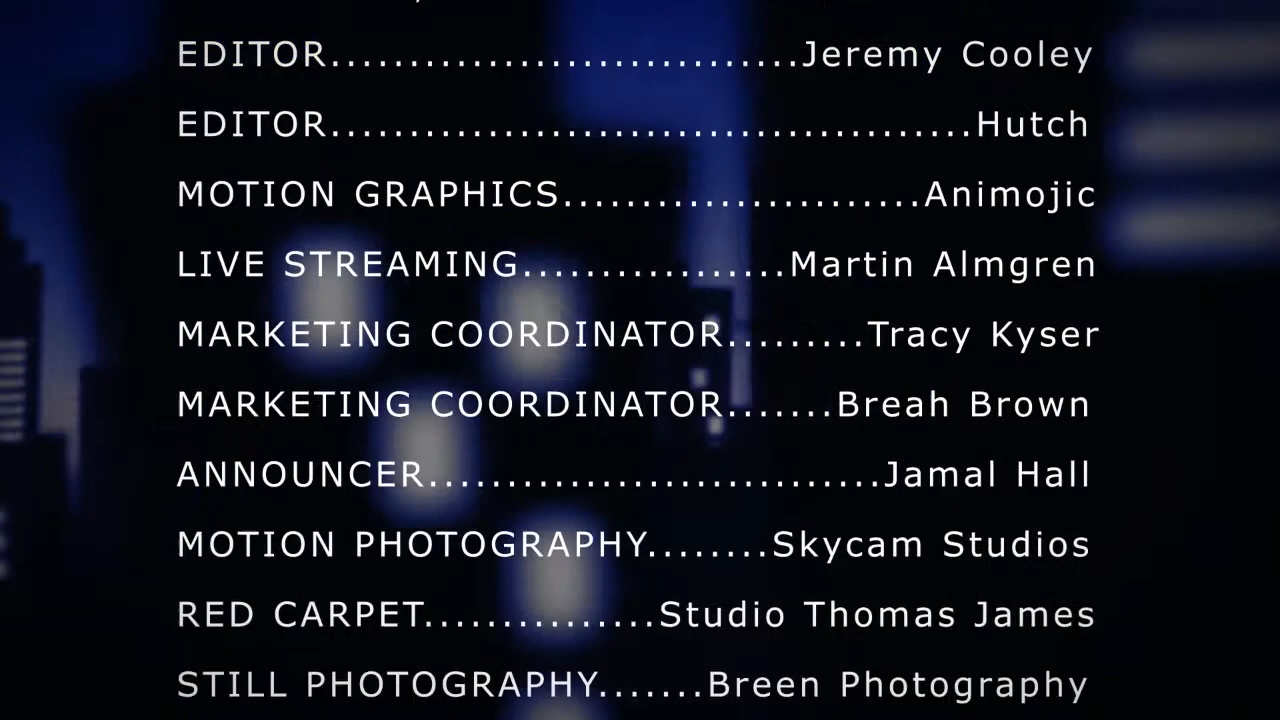 EDITOR..............................Jeremy Cooley
EDITOR.........................................Hutch
MOTION GRAPHICS.......................Animojic
LIVE STREAMING.................Martin Almgren
MARKETING COORDINATOR.........Tracy Kyser
MARKETING COORDINATOR.......Breah Brown
ANNOUNCER.............................Jamal Hall
MOTION PHOTOGRAPHY........Skycam Studios
RED CARPET...............Studio Thomas James
STILL PHOTOGRAPHY.......Breen Photography